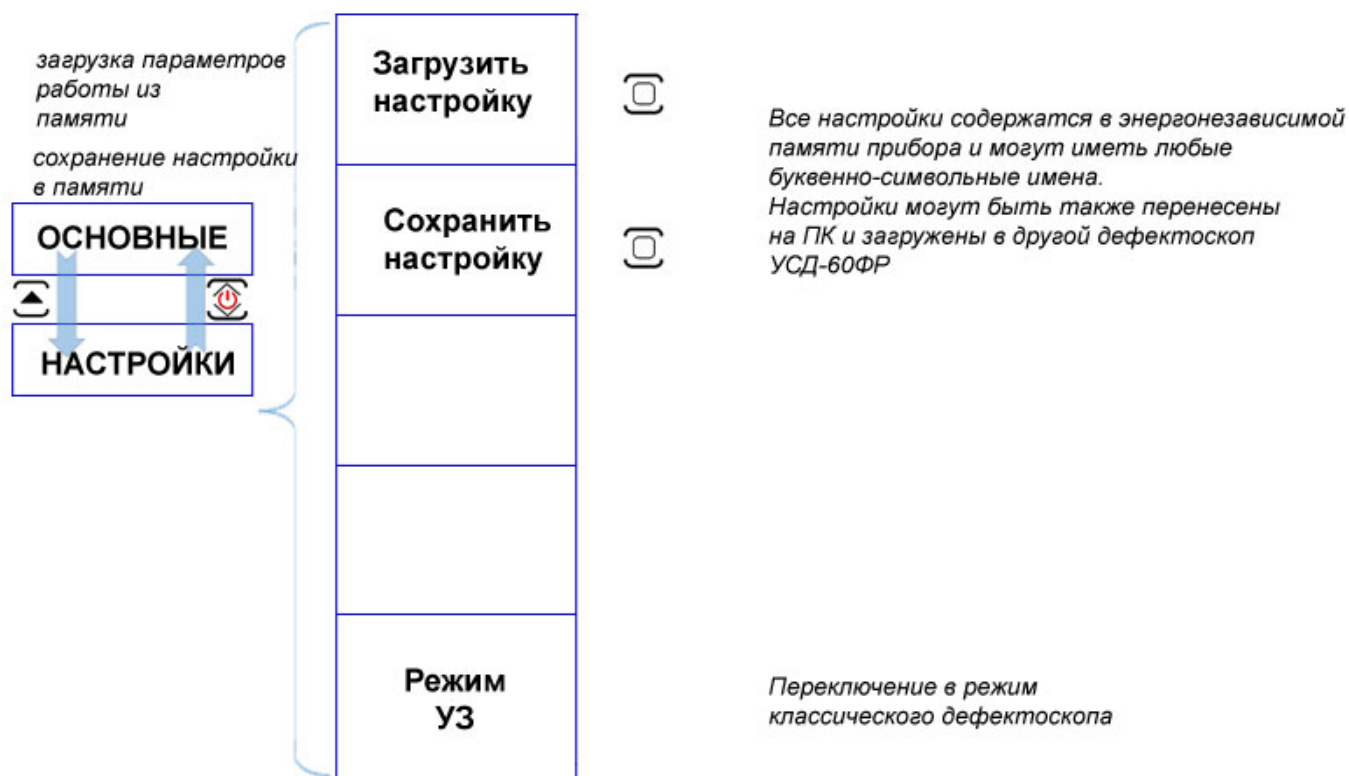 загрузка параметров
работы из
памяти
сохранение настройки
в памяти
ОСНОВНЫЕ
НАСТРОЙКИ
Загрузить
настройку
Сохранить
настройку
Режим
УЗ
Все настройки содержатся в энергонезависимой
памяти прибора и могут иметь любые
буквенно-символьные имена.
Настройки могут быть также перенесены
на ПК и загружены в другой дефектоскоп
УСД-60ФР
Переключение в режим
классического дефектоскопа